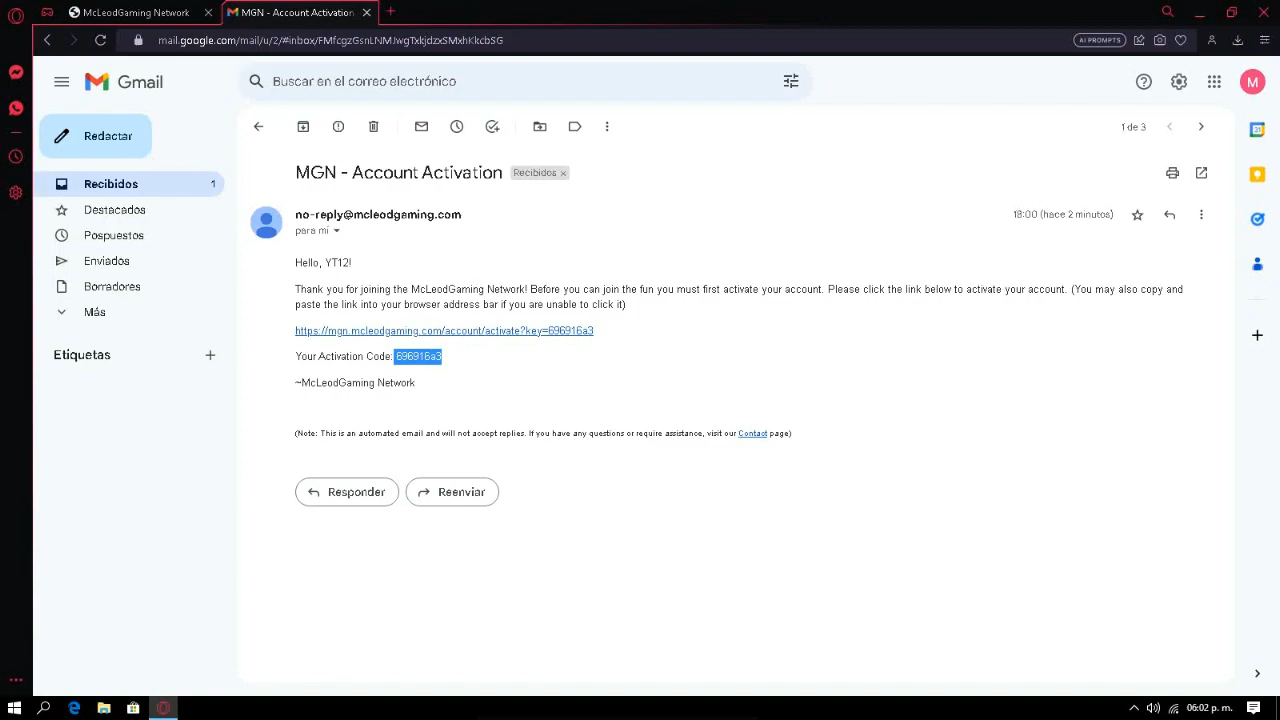 McLeodGaming Network
MGN - Account Activation
mail.google.com/mail/u/2/#inbox/FMfcgzGsnLNMJwgTxkjdzxSMxhKkcbSG
AI PROMPTS
Gmail
Buscar en el correo electrónico
M
Redactar
1 de 3
MGN - Account Activation
Recibidos x
Recibidos 1
Destacados
Pospuestos
Enviados
Borradores
Más
Etiquetas
no-reply@mcleodgaming.com
18:00 (hace 2 minutos)
para mí
Hello, YT12!
Thank you for joining the McLeodGaming Network! Before you can join the fun you must first activate your account. Please click the link below to activate your account. (You may also copy and
paste the link into your browser address bar if you are unable to click it)
https://mgn.mcleodgaming.com/account/activate?key=696916a3
Your Activation Code: 696916a3
~McLeodGaming Network
(Note: This is an automated email and will not accept replies. If you have any questions or require assistance, visit our Contact page)
Responder
Reenviar
06:02 p. m.